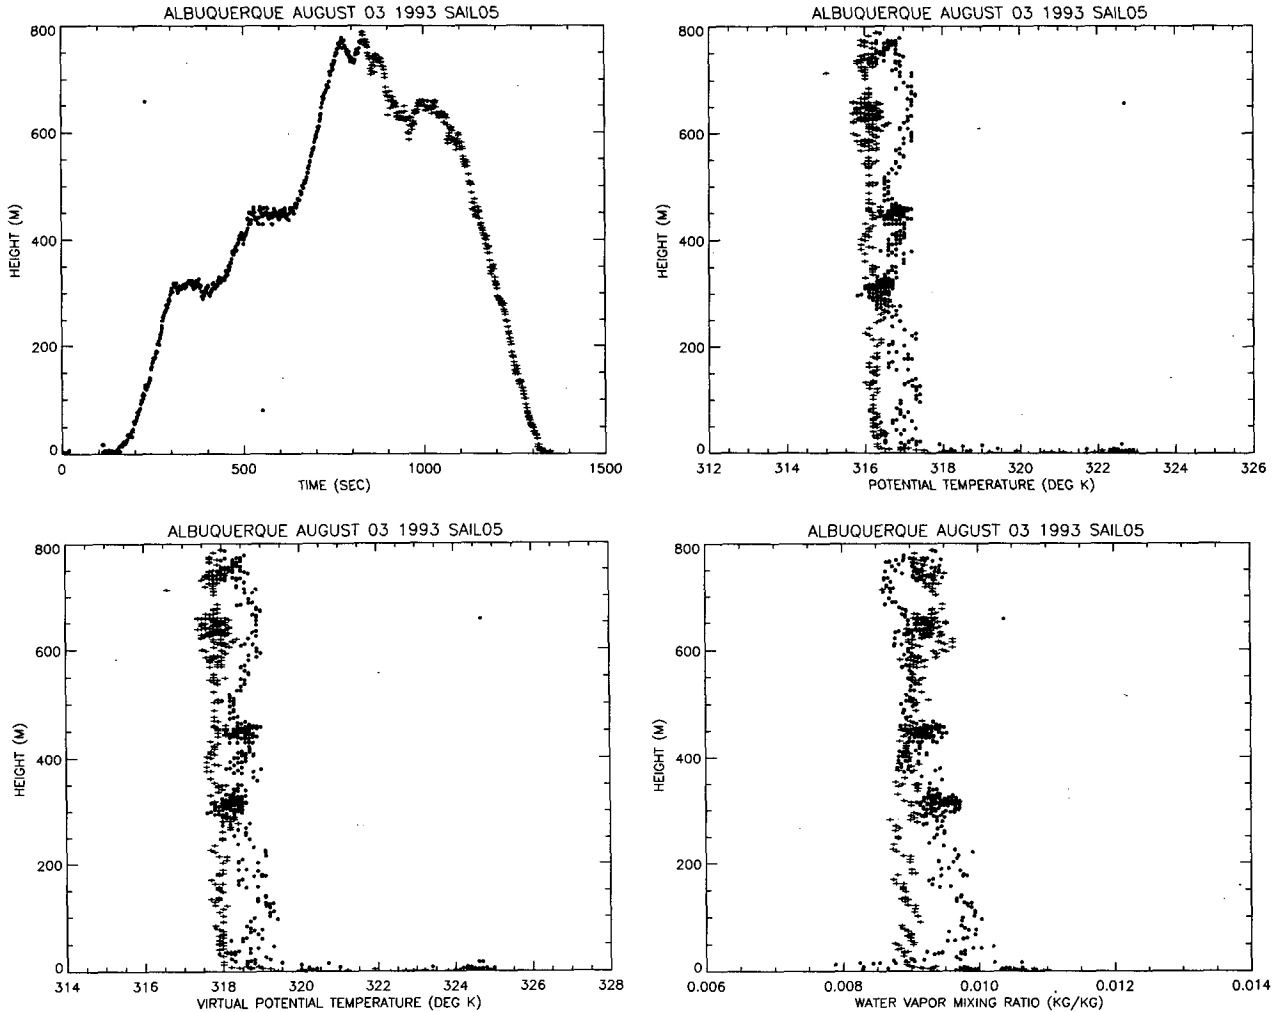 ALBUQUERQUE AUGUST 03 1993 SAIL05
800
600
400
200
0
HEIGHT (M)
0 500 1000 1500
TIME (SEC)
ALBUQUERQUE AUGUST 03 1993 SAIL05
800
600
400
200
0
HEIGHT (M)
312 314 316 318 320 322 324 326
POTENTIAL TEMPERATURE (DEG K)
ALBUQUERQUE AUGUST 03 1993 SAIL05
800
600
400
200
0
HEIGHT (M)
314 316 318 320 322 324 326 328
VIRTUAL POTENTIAL TEMPERATURE (DEG K)
ALBUQUERQUE AUGUST 03 1993 SAIL05
800
600
400
200
0
HEIGHT (M)
0.006 0.008 0.010 0.012 0.014
WATER VAPOR MIXING RATIO (KG/KG)